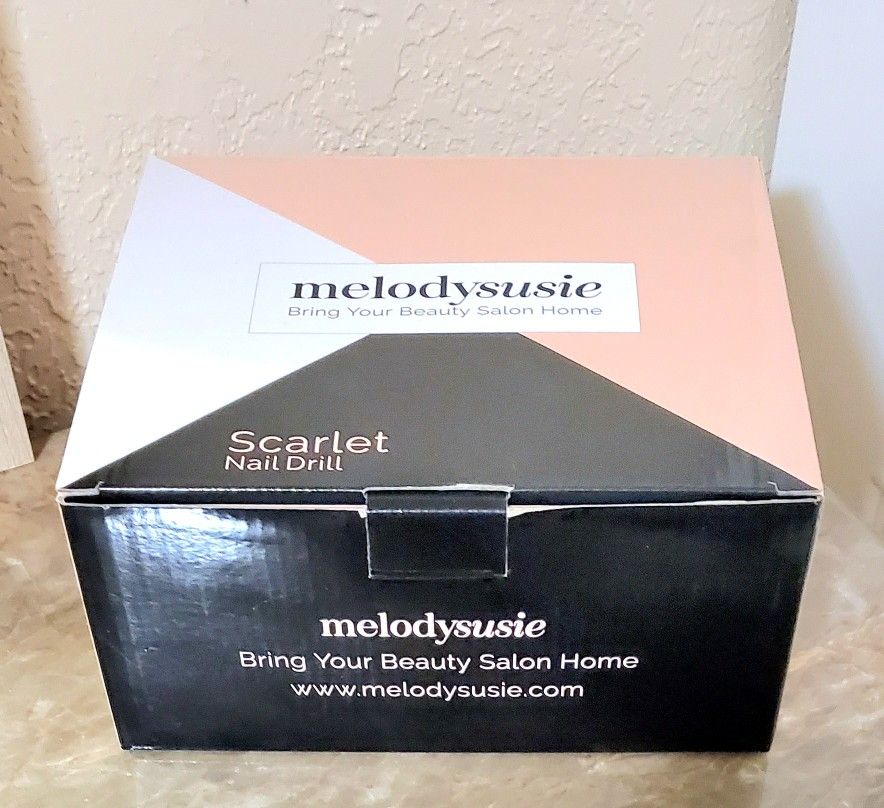 melodysusie
Bring Your Beauty Salon Home
Scarlet
Nail Drill
melodysusie
Bring Your Beauty Salon Home
www.melodysusie.com